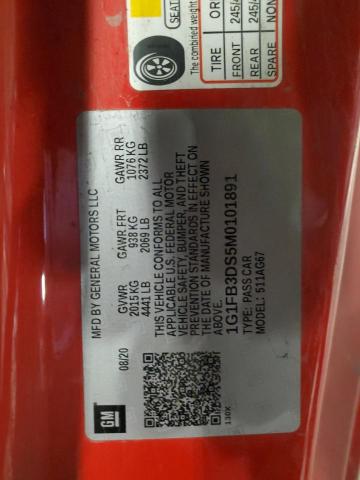 GM
MFD BY GENERAL MOTORS LLC
08/20
GVWR GAWR FRT GAWR RR
2015 KG 938 KG 1076 KG
4441 LB 2069 LB 2372 LB
THIS VEHICLE CONFORMS TO ALL
APPLICABLE U.S. FEDERAL MOTOR
VEHICLE SAFETY, BUMPER, AND THEFT
PREVENTION STANDARDS IN EFFECT ON
THE DATE OF MANUFACTURE SHOWN
ABOVE.
1G1FB3DS5M0101891
TYPE: PASS CAR
MODEL: 511AG67
130X
SEAT
The combined weight
TIRE OR
FRONT 245/
REAR 245/
SPARE NON